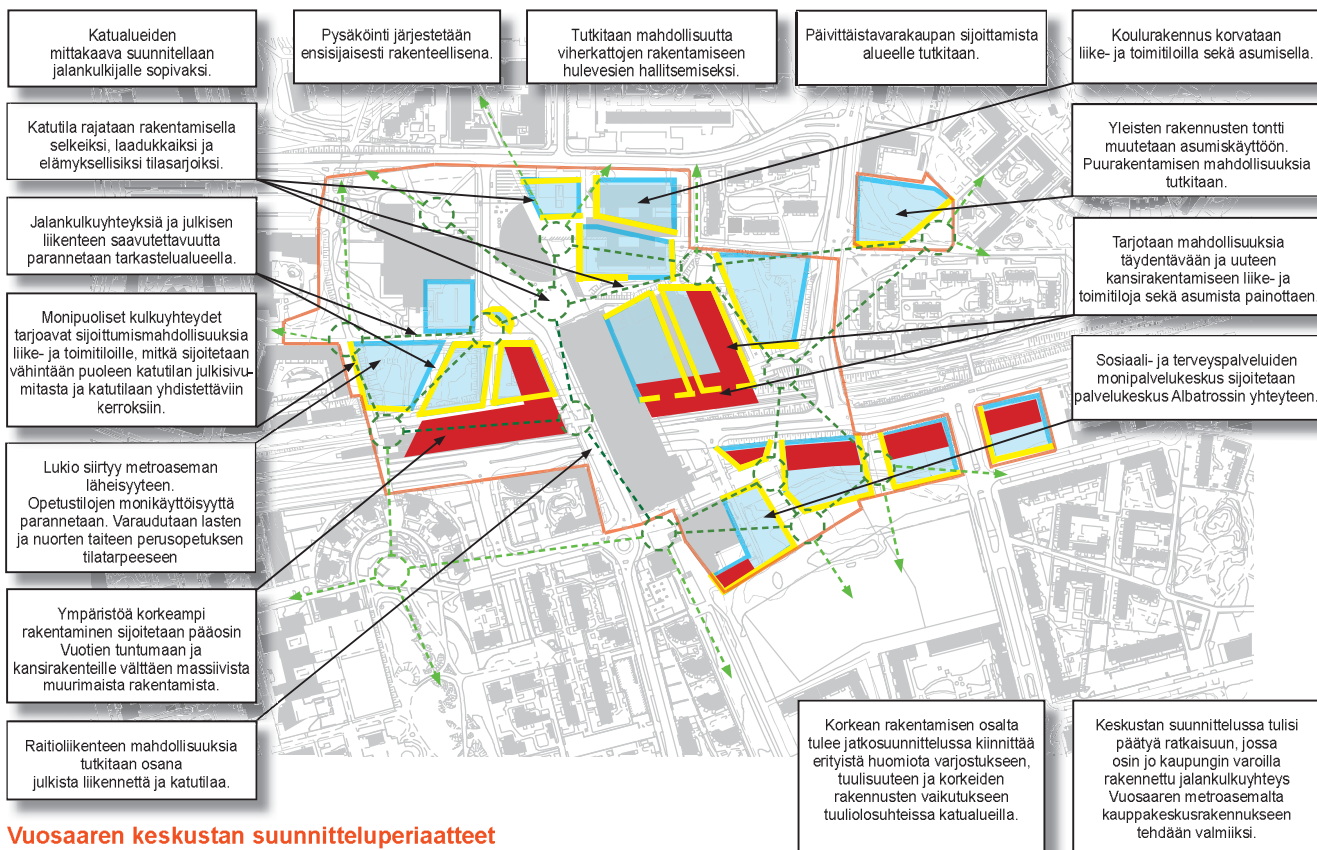 Katualueiden
mittakaava suunnitellaan
jalankulkijalle sopivaksi.
Pysäköinti järjestetään
ensisijaisesti rakenteellisena.
Tutkitaan mahdollisuutta
viherkattojen rakentamiseen
hulevesien hallitsemiseksi.
Päivittäistavarakaupan sijoittamista
alueelle tutkitaan.
Koulurakennus korvataan
liike- ja toimitiloilla sekä asumisella.
Katutila rajataan rakentamisella
selkeiksi, laadukkaiksi ja
elämyksellisiksi tilasarjoiksi.
Yleisten rakennusten tontti
muutetaan asumiskäyttöön.
Puurakentamisen mahdollisuuksia
tutkitaan.
Jalankulkuyhteyksiä ja julkisen
liikenteen saavutettavuutta
parannetaan tarkastelualueella.
Tarjotaan mahdollisuuksia
täydentävään ja uuteen
kansirakentamiseen liike- ja
toimitiloja sekä asumista painottaen.
Monipuoliset kulkuyhteydet
tarjoavat sijoittumismahdollisuuksia
liike- ja toimitiloille, mitkä sijoitetaan
vähintään puoleen katutilan julkisivu-
mitasta ja katutilaan yhdistettäviin
kerroksiin.
Sosiaali- ja terveyspalveluiden
monipalvelukeskus sijoitetaan
palvelukeskus Albatrossin yhteyteen.
Lukio siirtyy metroaseman
läheisyyteen.
Opetustilojen monikäyttöisyyttä
parannetaan. Varaudutaan lasten
ja nuorten taiteen perusopetuksen
tilatarpeeseen
Ympäristöä korkeampi
rakentaminen sijoitetaan pääosin
Vuotien tuntumaan ja
kansirakenteille välttäen massiivista
muurimaista rakentamista.
Raitioliikenteen mahdollisuuksia
tutkitaan osana
julkista liikennettä ja katutilaa.
Korkean rakentamisen osalta
tulee jatkosuunnittelussa kiinnittää
erityistä huomiota varjostukseen,
tuulisuuteen ja korkeiden
rakennusten vaikutukseen
tuuliolosuhteissa katualueilla.
Keskustan suunnittelussa tulisi
päätyä ratkaisuun, jossa
osin jo kaupungin varoilla
rakennettu jalankulkuyhteys
Vuosaaren metroasemalta
kauppakeskusrakennukseen
tehdään valmiiksi.
Vuosaaren keskustan suunnitteluperiaatteet